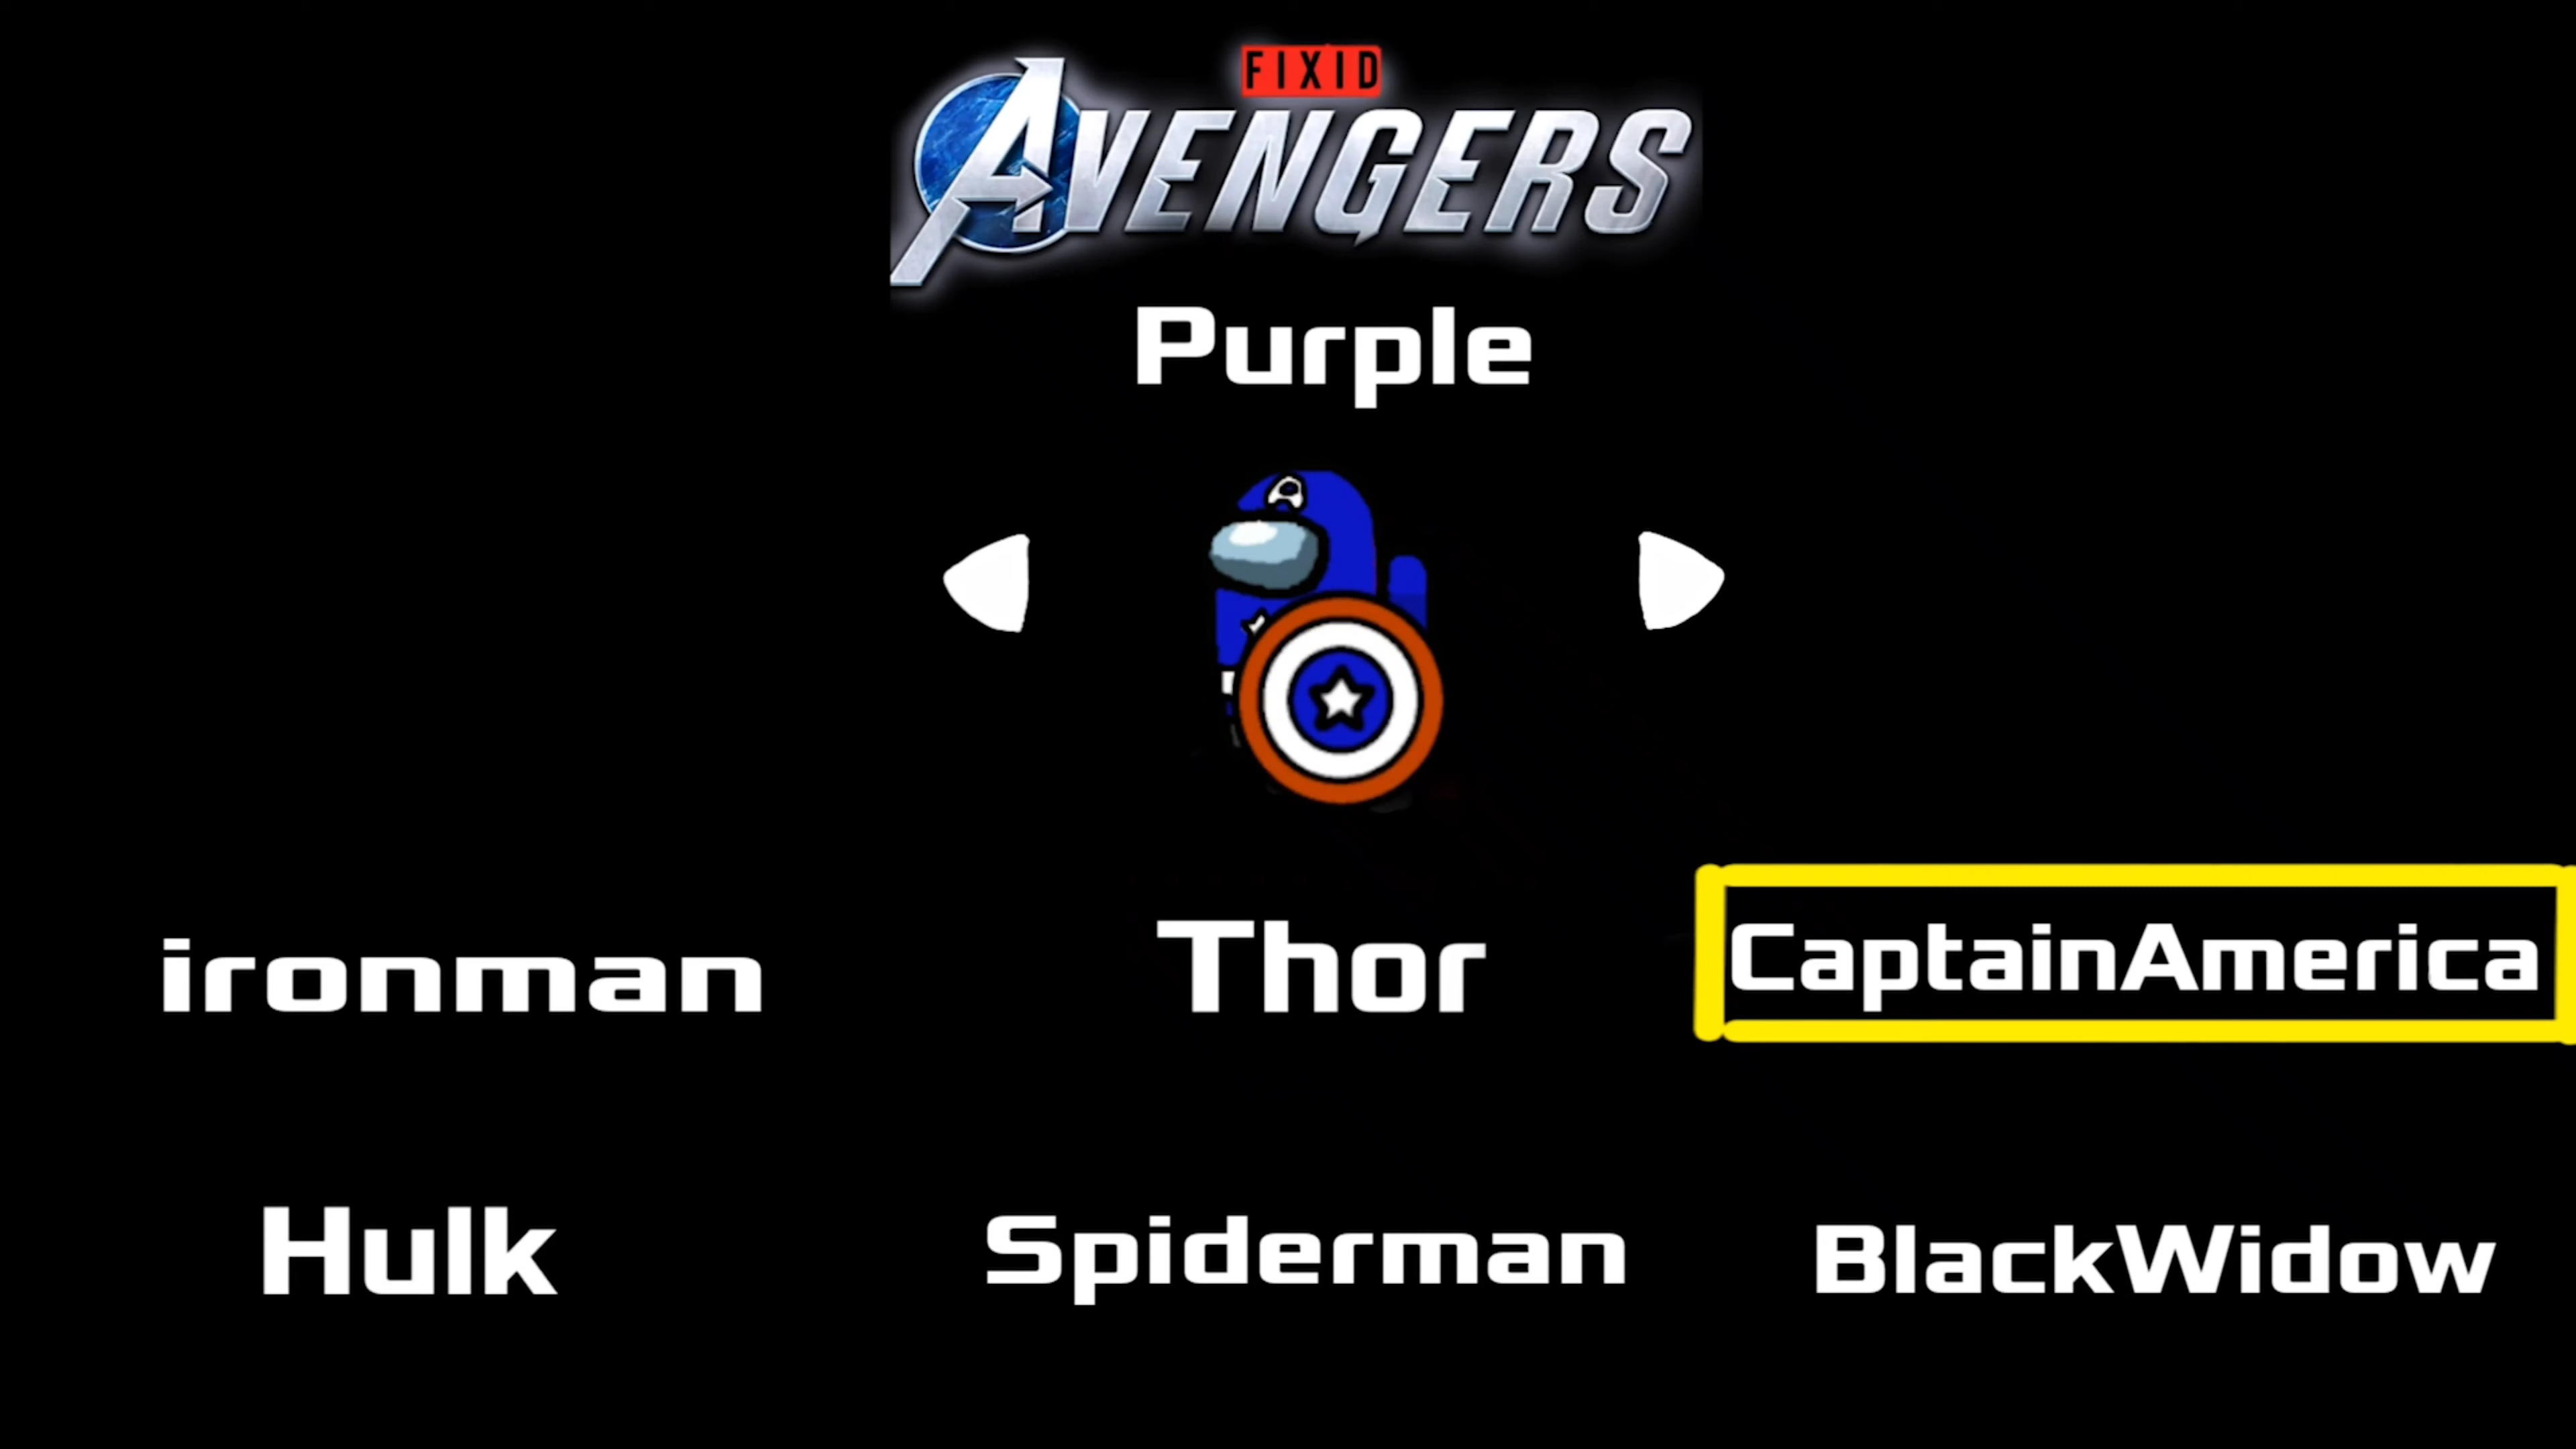 FIXID
AVENGERS
Purple
ironman
Thor
CaptainAmerica
Hulk
Spiderman
BlackWidow